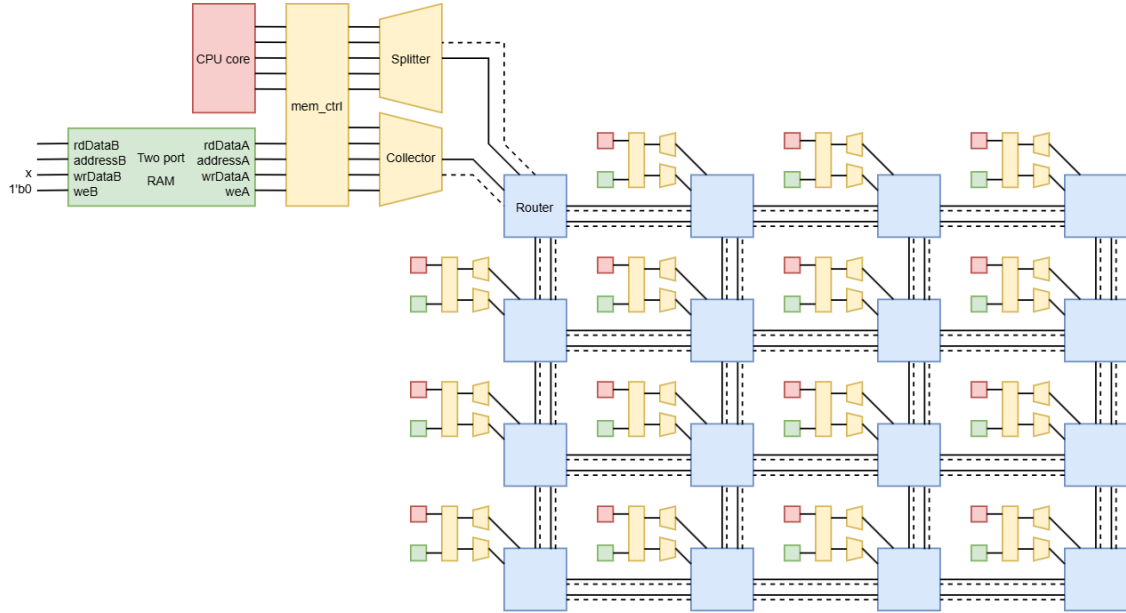 CPU core
Splitter
mem_ctrl
Collector
rdDataB
rdDataA
addressB
Two port
addressA
x
wrDataB
RAM
wrDataA
1'b0
weB
weA
Router